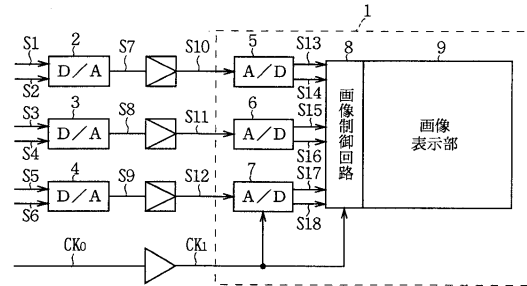 1
S1
2
S7
S10
5
S13
8
9
D/A
A/D
S2
S14
S3
3
S8
S11
6
S15
D/A
A/D
S4
S16
画像制御回路
画像
表示部
S5
4
S9
S12
7
S17
D/A
A/D
S6
S18
CK0
CK1